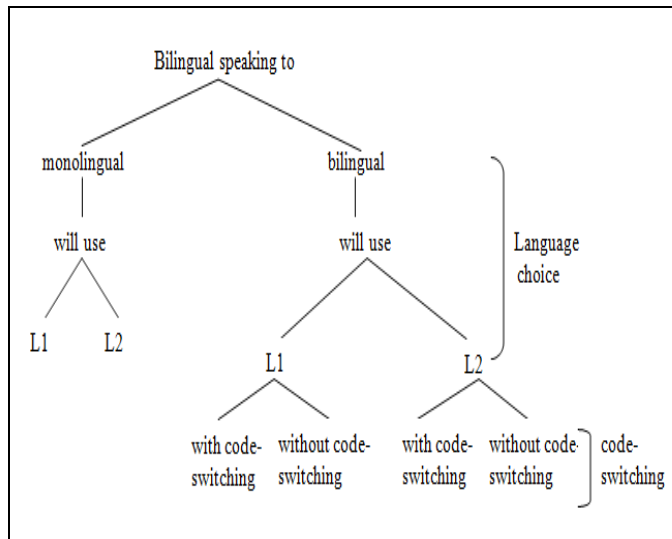 Bilingual speaking to
monolingual bilingual
will use will use
Language
choice
L1 L2
L1 L2
with code-
switching
without code-
switching
with code-
switching
without code-
switching
code-
switching